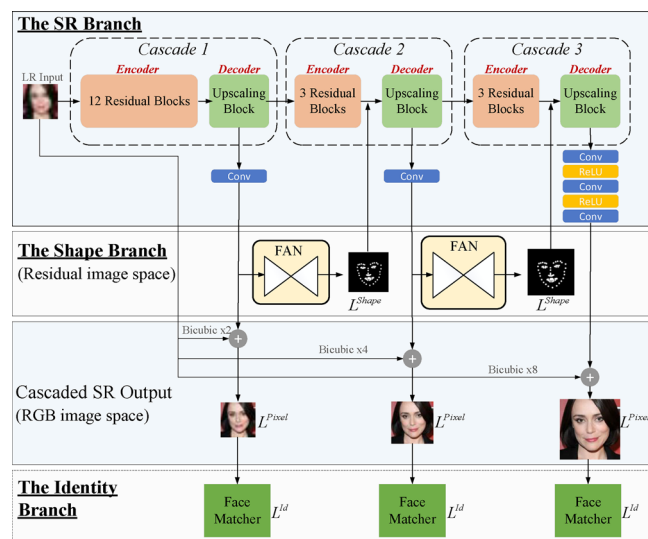 The SR Branch
Cascade 1
Cascade 2
Cascade 3
LR Input
Encoder
Decoder
Encoder
Decoder
Encoder
Decoder
12 Residual Blocks
Upscaling
Block
3 Residual
Blocks
Upscaling
Block
3 Residual
Blocks
Upscaling
Block
Conv
Conv
Conv
ReLU
Conv
ReLU
Conv
The Shape Branch
(Residual image space)
FAN
L^Shape
FAN
L^Shape
Bicubic x2
+
Bicubic x4
+
Bicubic x8
+
Cascaded SR Output
(RGB image space)
L^Pixel
L^Pixel
L^Pixel
The Identity
Branch
Face
Matcher
L^Id
Face
Matcher
L^Id
Face
Matcher
L^Id